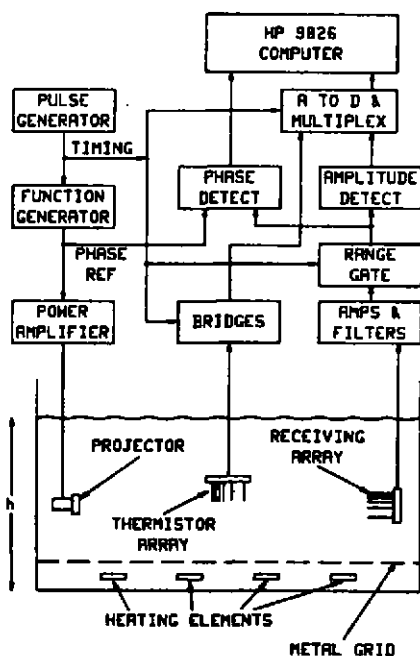 HP 9826
COMPUTER
PULSE
GENERATOR
A TO D &
MULTIPLEX
TIMING
PHASE
DETECT
AMPLITUDE
DETECT
FUNCTION
GENERATOR
PHASE
REF
RANGE
GATE
POWER
AMPLIFIER
BRIDGES
AMPS &
FILTERS
PROJECTOR
RECEIVING
ARRAY
h
THERMISTOR
ARRAY
HEATING ELEMENTS
METAL GRID